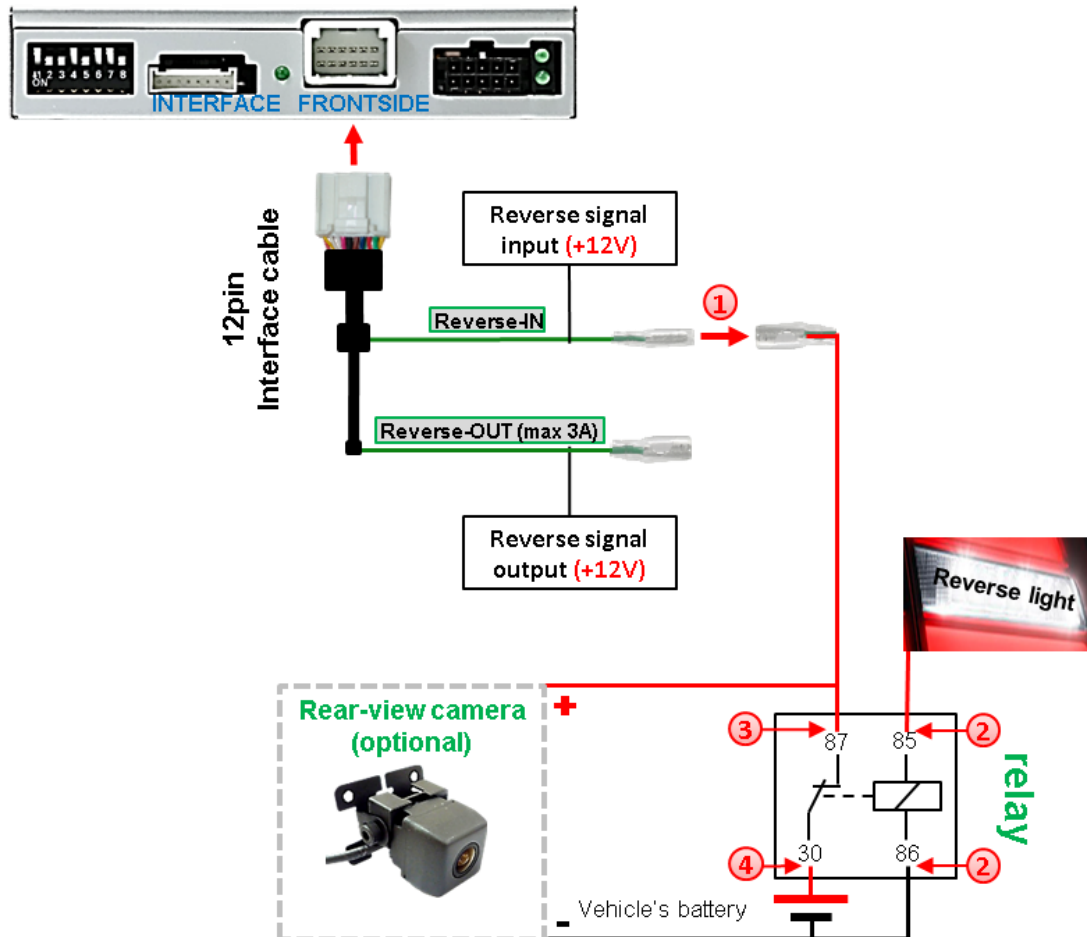 1 2 3 4 5 6 7 8
ON
INTERFACE
FRONTSIDE
12pin
Interface cable
Reverse signal
input (+12V)
Reverse-IN
1
Reverse-OUT (max 3A)
Reverse signal
output (+12V)
Reverse light
Rear-view camera
(optional)
+
3
87
85
2
relay
4
30
86
2
- Vehicle's battery